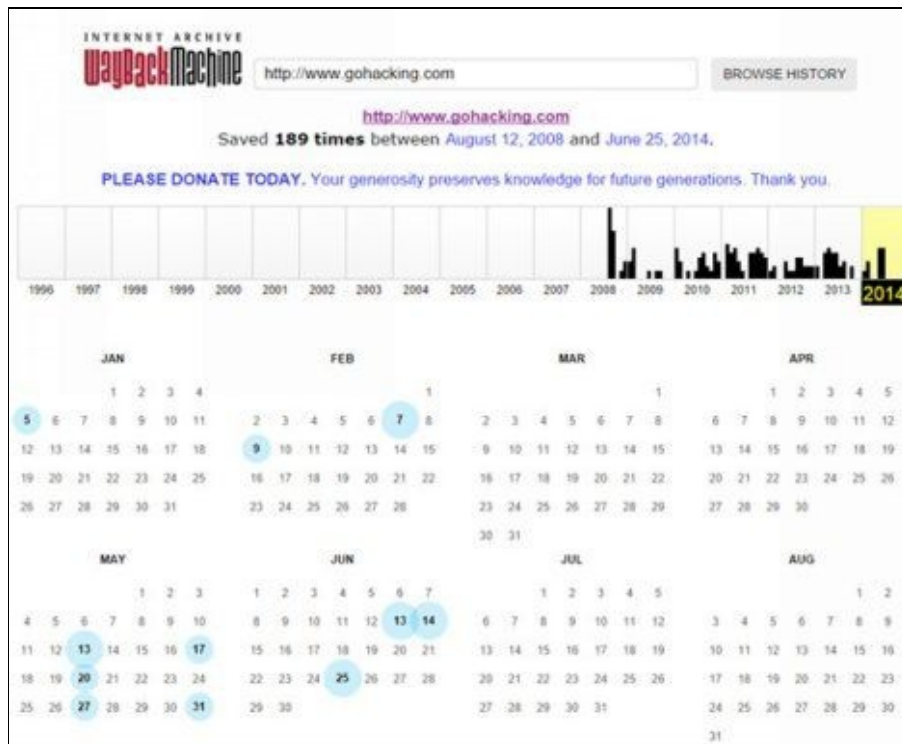 INTERNET ARCHIVE
WayBackMachine
http://www.gohacking.com
BROWSE HISTORY
http://www.gohacking.com
Saved 189 times between August 12, 2008 and June 25, 2014.
PLEASE DONATE TODAY. Your generosity preserves knowledge for future generations. Thank you.
1996 1997 1998 1999 2000 2001 2002 2003 2004 2005 2006 2007 2008 2009 2010 2011 2012 2013 2014
JAN FEB MAR APR
1 2 3 4 1 1 1 2 3 4 5
5 6 7 8 9 10 11 2 3 4 5 6 7 8 2 3 4 5 6 7 8 6 7 8 9 10 11 12
12 13 14 15 16 17 18 9 10 11 12 13 14 15 9 10 11 12 13 14 15 13 14 15 16 17 18 19
19 20 21 22 23 24 25 16 17 18 19 20 21 22 16 17 18 19 20 21 22 20 21 22 23 24 25 26
26 27 28 29 30 31 23 24 25 26 27 28 23 24 25 26 27 28 29 27 28 29 30
30 31
MAY JUN JUL AUG
1 2 3 1 2 3 4 5 6 7 1 2 3 4 5 1 2
4 5 6 7 8 9 10 8 9 10 11 12 13 14 6 7 8 9 10 11 12 3 4 5 6 7 8 9
11 12 13 14 15 16 17 15 16 17 18 19 20 21 13 14 15 16 17 18 19 10 11 12 13 14 15 16
18 19 20 21 22 23 24 22 23 24 25 26 27 28 20 21 22 23 24 25 26 17 18 19 20 21 22 23
25 26 27 28 29 30 31 29 30 27 28 29 30 31 24 25 26 27 28 29 30
31